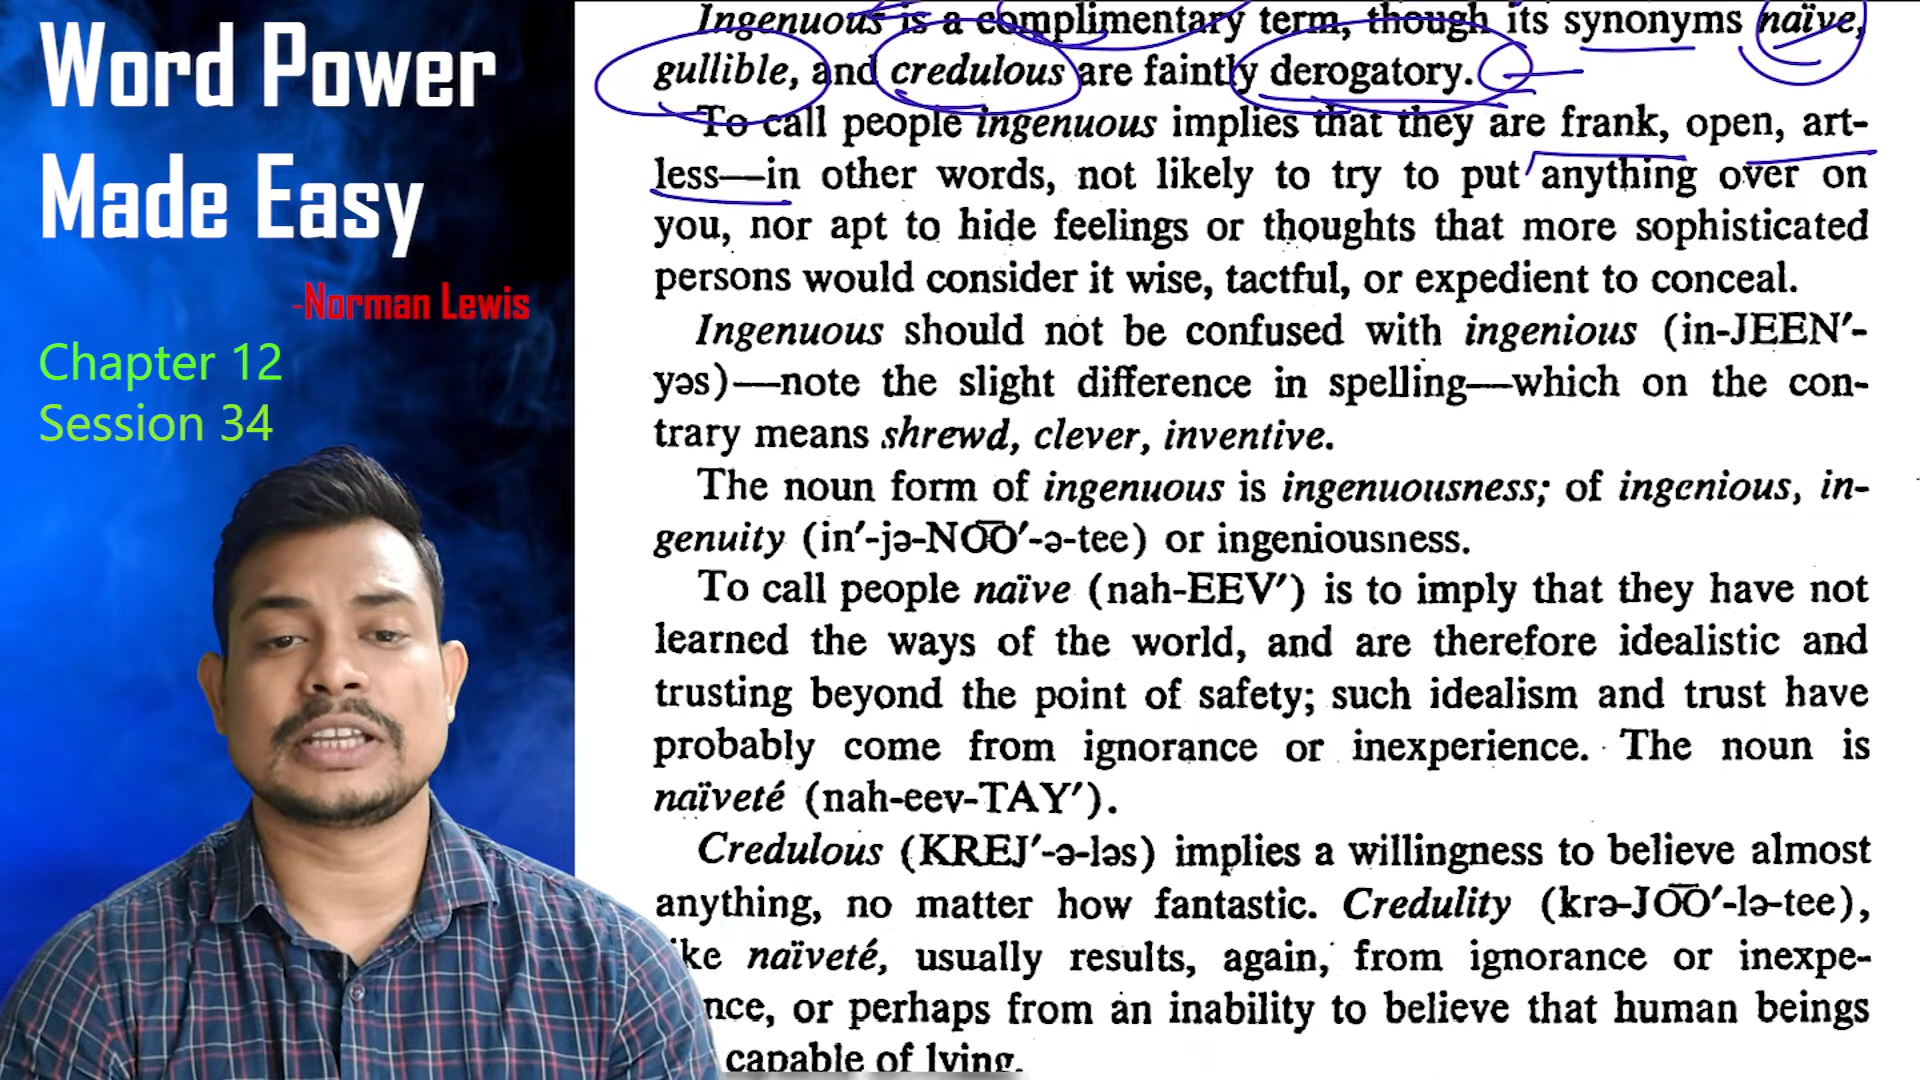 Word Power
Made Easy
-Norman Lewis
Chapter 12
Session 34
Ingenuous is a complimentary term, though its synonyms naïve,
gullible, and credulous are faintly derogatory.
To call people ingenuous implies that they are frank, open, art-
less—in other words, not likely to try to put anything over on
you, nor apt to hide feelings or thoughts that more sophisticated
persons would consider it wise, tactful, or expedient to conceal.
Ingenuous should not be confused with ingenious (in-JEEN′-
yəs)—note the slight difference in spelling—which on the con-
trary means shrewd, clever, inventive.
The noun form of ingenuous is ingenuousness; of ingenious, in-
genuity (in′-jə-NO͞O′-ə-tee) or ingeniousness.
To call people naïve (nah-EEV′) is to imply that they have not
learned the ways of the world, and are therefore idealistic and
trusting beyond the point of safety; such idealism and trust have
probably come from ignorance or inexperience. The noun is
naïveté (nah-eev-TAY′).
Credulous (KREJ′-ə-ləs) implies a willingness to believe almost
anything, no matter how fantastic. Credulity (krə-JO͞O′-lə-tee),
ke naïveté, usually results, again, from ignorance or inexpe-
nce, or perhaps from an inability to believe that human beings
capable of lying.